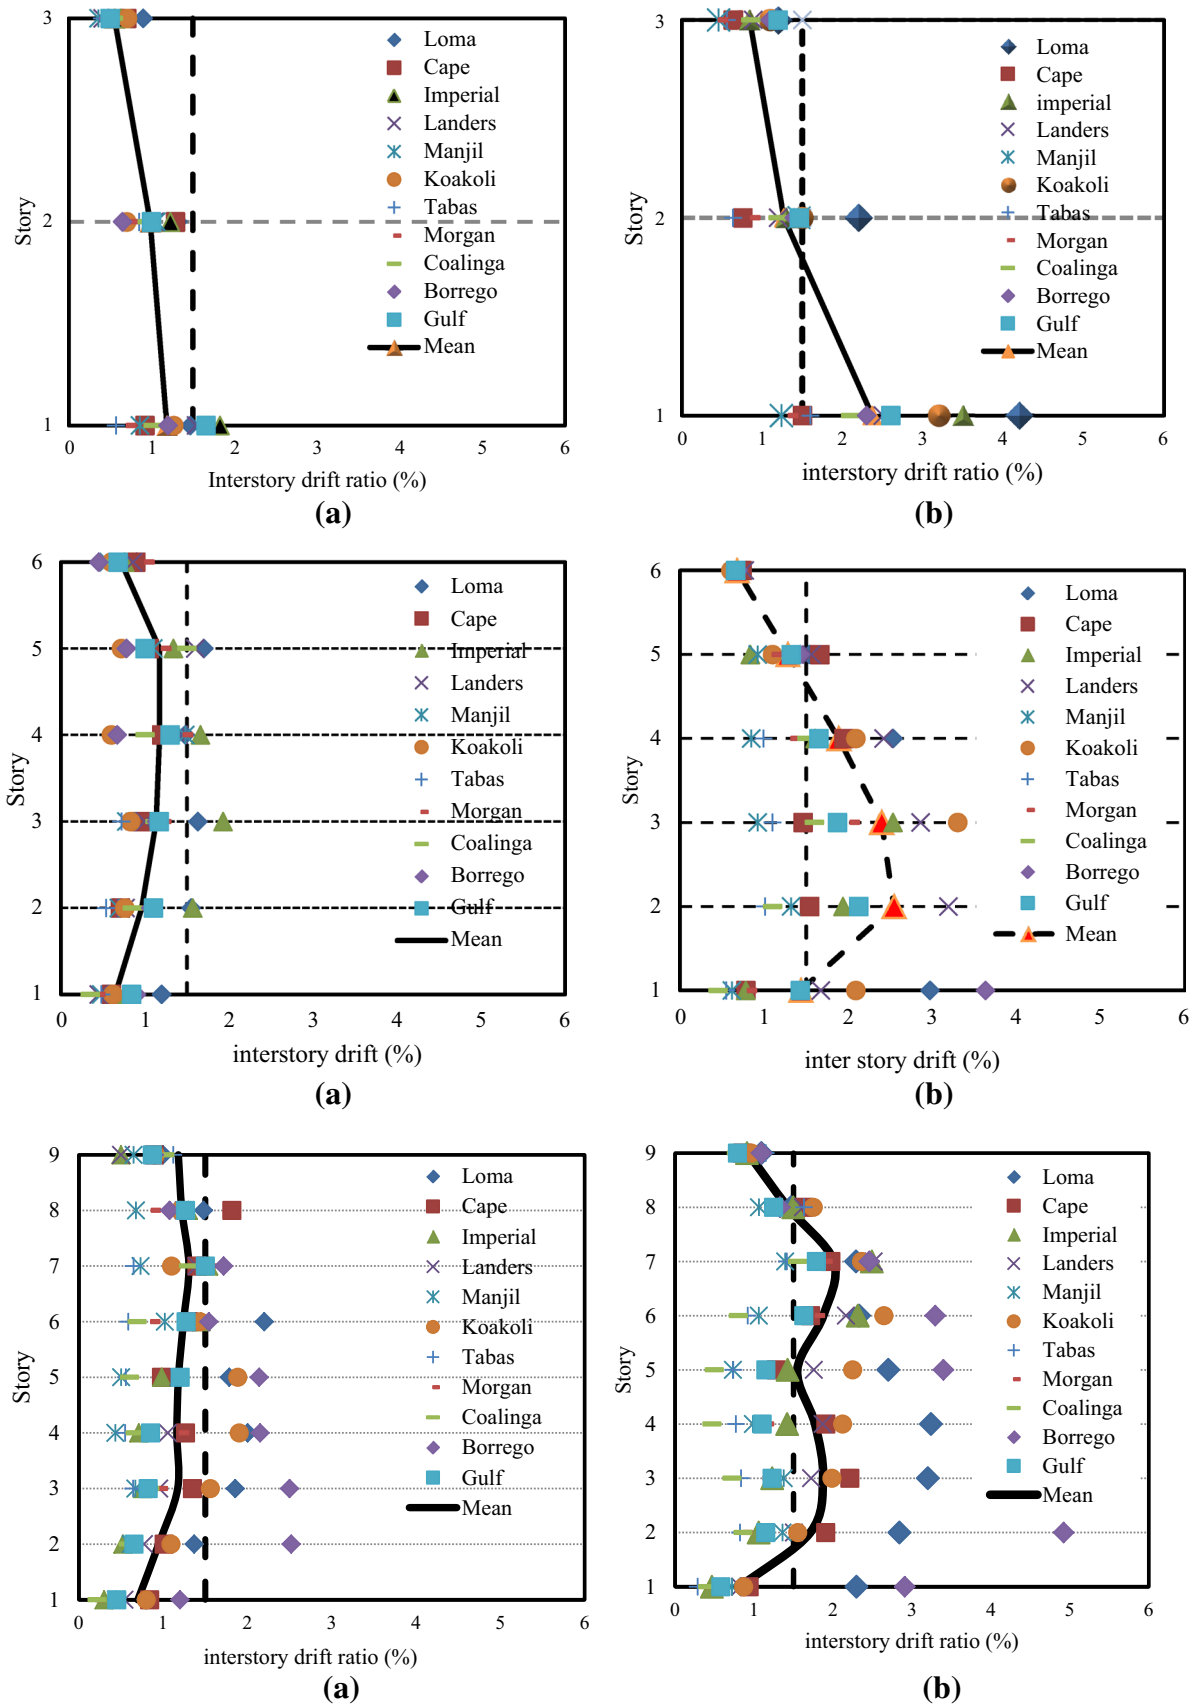 3
2
1
Story
0
1
2
3
4
5
6
Interstory drift ratio (%)
Loma
Cape
Imperial
Landers
Manjil
Koakoli
Tabas
Morgan
Coalinga
Borrego
Gulf
Mean
(a)
3
2
1
Story
0
1
2
3
4
5
6
interstory drift ratio (%)
Loma
Cape
imperial
Landers
Manjil
Koakoli
Tabas
Morgan
Coalinga
Borrego
Gulf
Mean
(b)
6
5
4
3
2
1
Story
0
1
2
3
4
5
6
interstory drift (%)
Loma
Cape
Imperial
Landers
Manjil
Koakoli
Tabas
Morgan
Coalinga
Borrego
Gulf
Mean
(a)
6
5
4
3
2
1
Story
0
1
2
3
4
5
6
inter story drift (%)
Loma
Cape
Imperial
Landers
Manjil
Koakoli
Tabas
Morgan
Coalinga
Borrego
Gulf
Mean
(b)
9
8
7
6
5
4
3
2
1
Story
0
1
2
3
4
5
6
interstory drift ratio (%)
Loma
Cape
Imperial
Landers
Manjil
Koakoli
Tabas
Morgan
Coalinga
Borrego
Gulf
Mean
(a)
9
8
7
6
5
4
3
2
1
Story
0
1
2
3
4
5
6
interstory drift ratio (%)
Loma
Cape
Imperial
Landers
Manjil
Koakoli
Tabas
Morgan
Coalinga
Borrego
Gulf
Mean
(b)